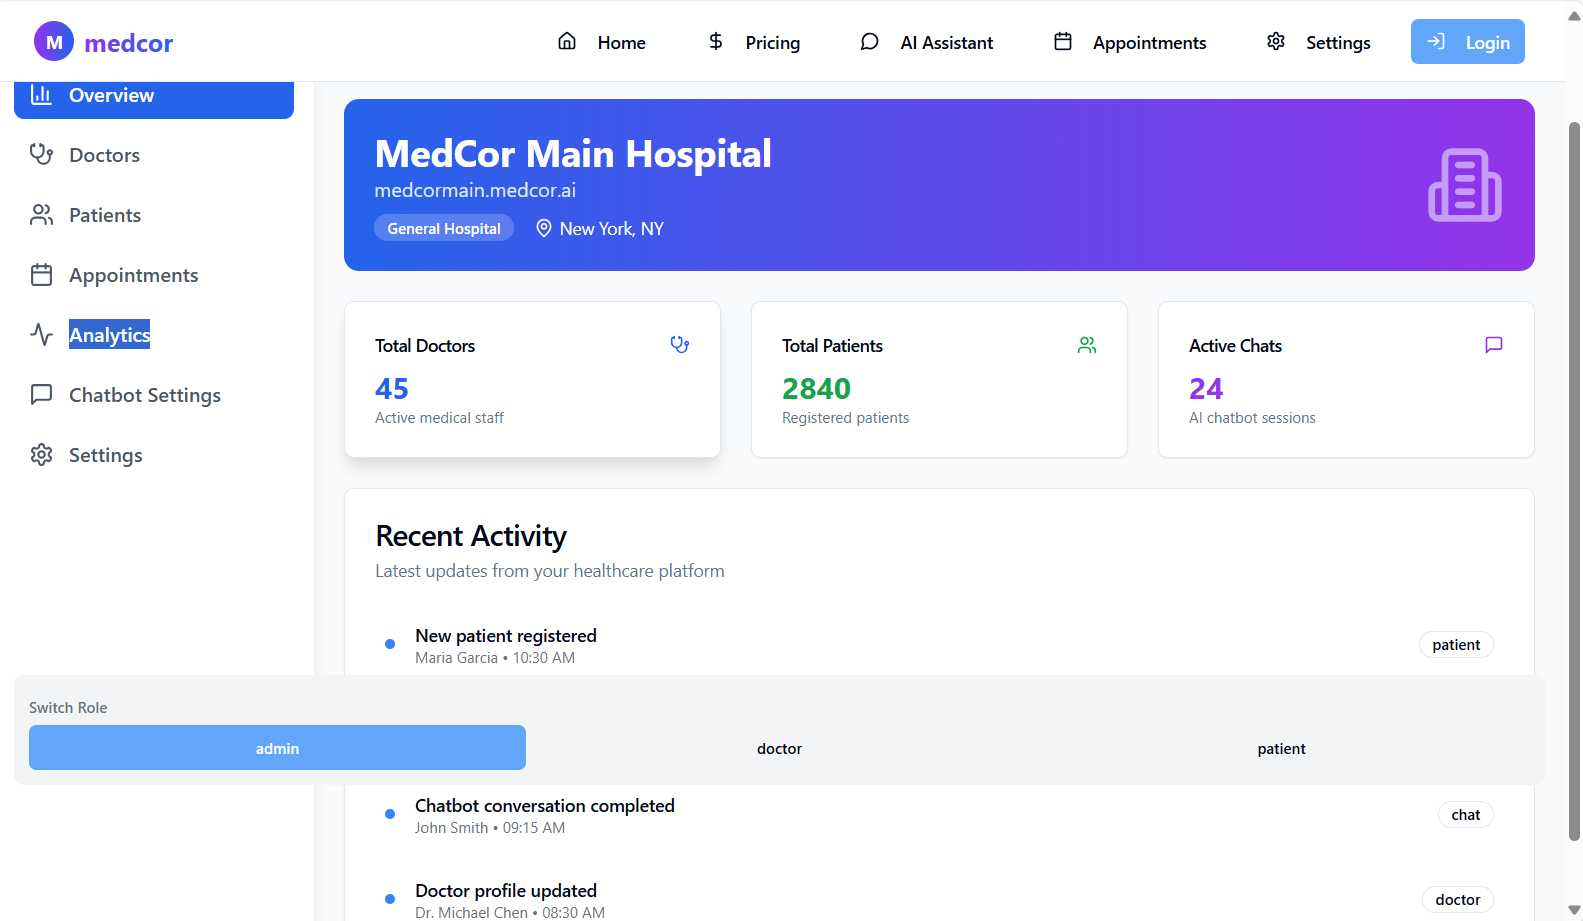 M medcor
Home
Pricing
AI Assistant
Appointments
Settings
Login
Overview
Doctors
Patients
Appointments
Analytics
Chatbot Settings
Settings
MedCor Main Hospital
medcormain.medcor.ai
General Hospital
New York, NY
Total Doctors
45
Active medical staff
Total Patients
2840
Registered patients
Active Chats
24
AI chatbot sessions
Recent Activity
Latest updates from your healthcare platform
New patient registered
Maria Garcia • 10:30 AM
patient
Switch Role
admin
doctor
patient
Chatbot conversation completed
John Smith • 09:15 AM
chat
Doctor profile updated
Dr. Michael Chen • 08:30 AM
doctor